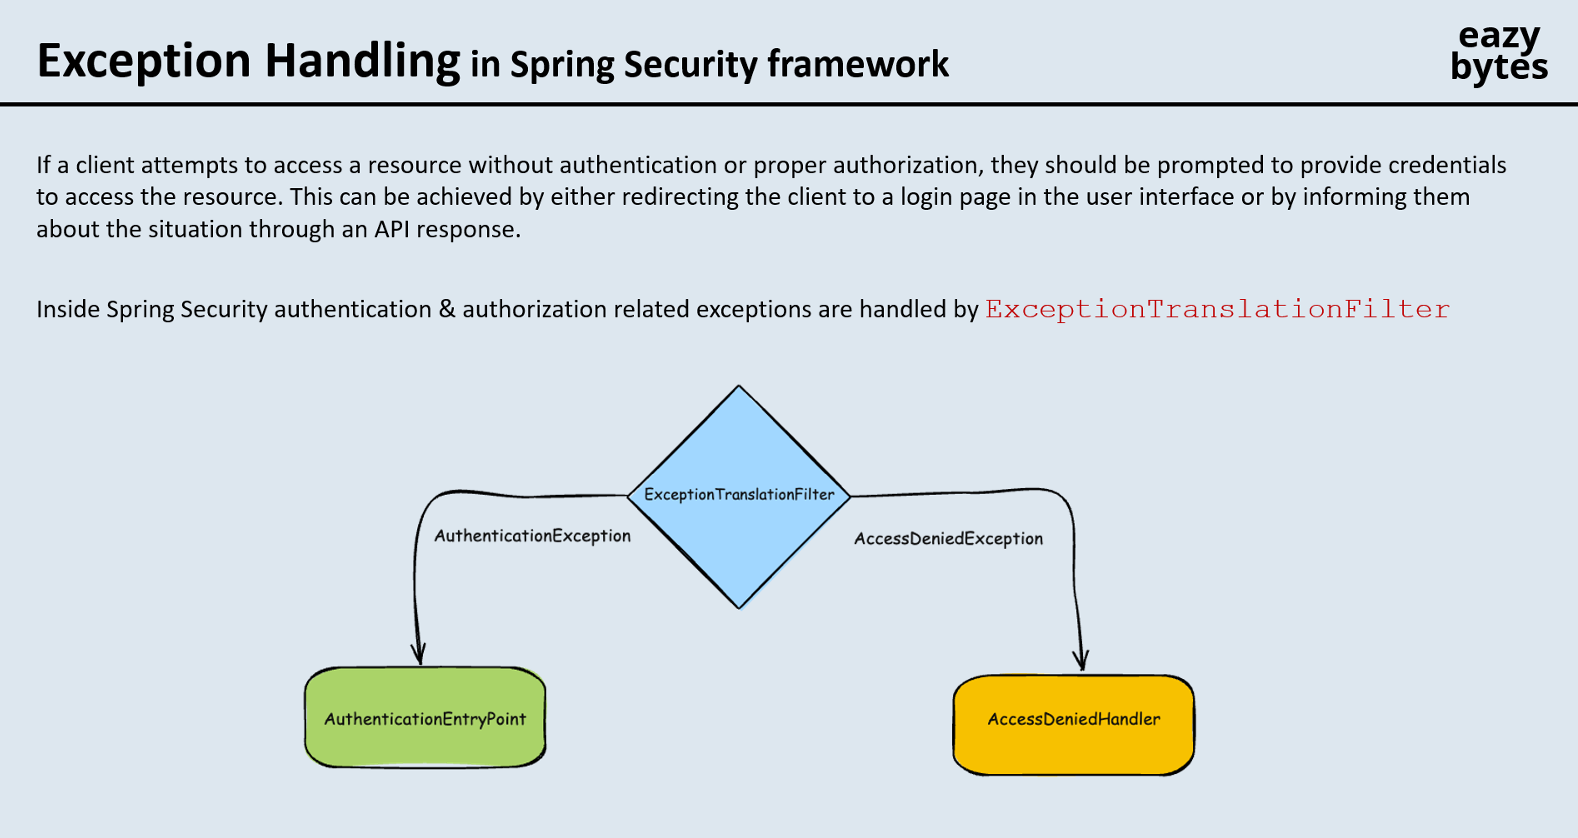 Exception Handling in Spring Security framework
eazy
bytes
If a client attempts to access a resource without authentication or proper authorization, they should be prompted to provide credentials
to access the resource. This can be achieved by either redirecting the client to a login page in the user interface or by informing them
about the situation through an API response.
Inside Spring Security authentication & authorization related exceptions are handled by ExceptionTranslationFilter
ExceptionTranslationFilter
AuthenticationException
AccessDeniedException
AuthenticationEntryPoint
AccessDeniedHandler